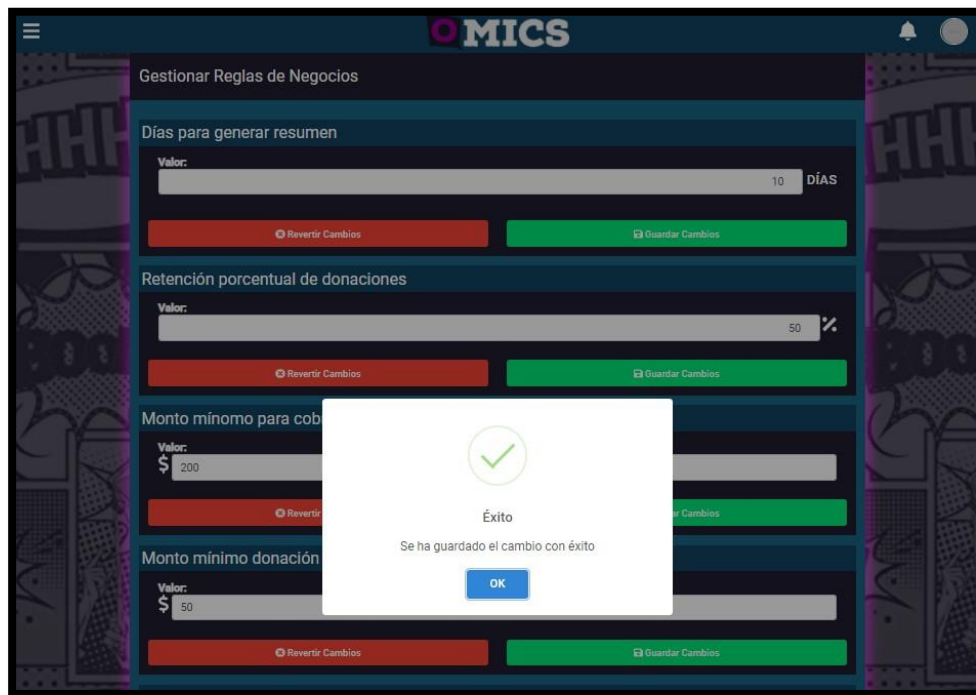 OMICS
Gestionar Reglas de Negocios
Días para generar resumen
Valor:
10 DÍAS
Revertir Cambios Guardar Cambios
Retención porcentual de donaciones
Valor:
50 %
Revertir Cambios Guardar Cambios
Monto mínomo para cob
Valor:
$ 200
Revertir Cambios
Monto mínimo donación
Valor:
$ 50
Revertir Cambios Guardar Cambios
Éxito
Se ha guardado el cambio con éxito
OK